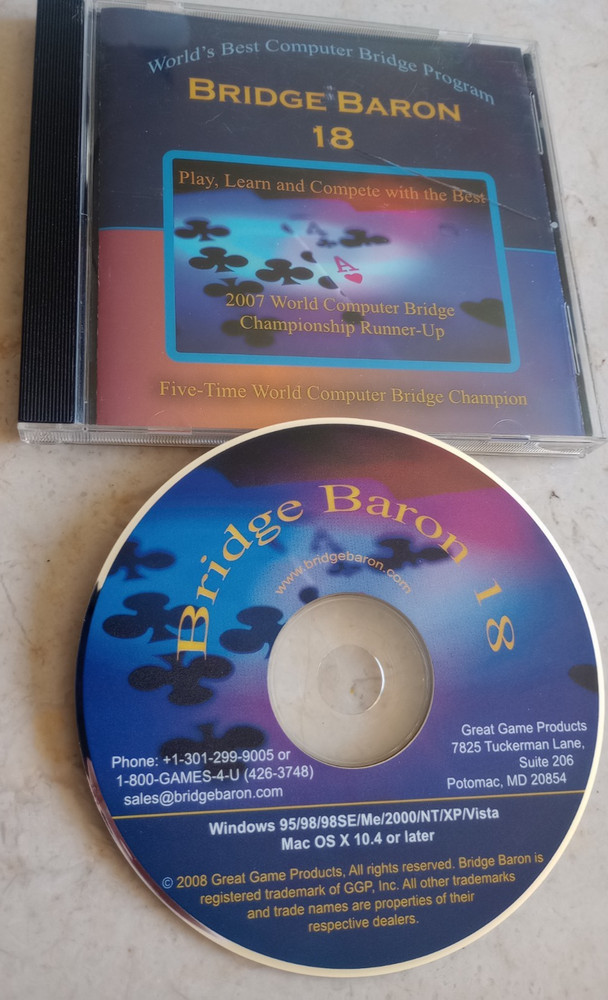 World's Best Computer Bridge Program
BRIDGE BARON
18
Play, Learn and Compete with the Best
A
2007 World Computer Bridge
Championship Runner-Up
Five-Time World Computer Bridge Champion
Bridge Baron 18
www.bridgebaron.com
Phone: +1-301-299-9005 or
1-800-GAMES-4-U (426-3748)
sales@bridgebaron.com
Great Game Products
7825 Tuckerman Lane,
Suite 206
Potomac, MD 20854
Windows 95/98/98SE/Me/2000/NT/XP/Vista
Mac OS X 10.4 or later
© 2008 Great Game Products, All rights reserved. Bridge Baron is
registered trademark of GGP, Inc. All other trademarks
and trade names are properties of their
respective dealers.